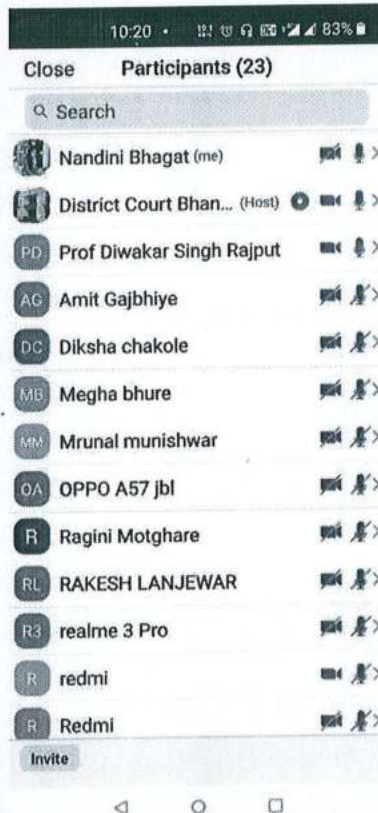 10:20 • 83%
Close Participants (23)
Search
Nandini Bhagat (me)
District Court Bhan... (Host)
PD Prof Diwakar Singh Rajput
AG Amit Gajbhiye
DC Diksha chakole
MB Megha bhure
MM Mrunal munishwar
OA OPPO A57 jbl
R Ragini Motghare
RL RAKESH LANJEWAR
R3 realme 3 Pro
R redmi
R Redmi
Invite